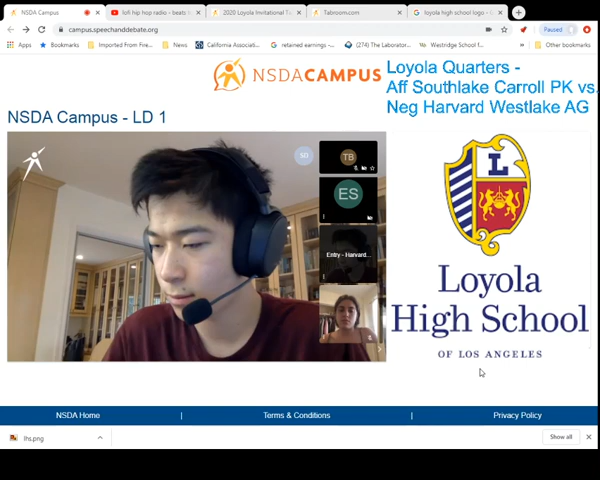 NSDA Campus
lofi hip hop radio - beats to
2020 Loyola Invitational T
Tabroom.com
loyola high school logo - G
campus.speechanddebate.org
Paused
Apps
Bookmarks
Imported From Fire...
News
California Associati...
retained earnings -...
(274) The Laborator...
Westridge School f...
Other bookmarks
NSDACAMPUS
Loyola Quarters -
Aff Southlake Carroll PK vs.
Neg Harvard Westlake AG
NSDA Campus - LD 1
SD
TB
ES
Entry - Harvard...
L
Loyola
High School
OF LOS ANGELES
NSDA Home | Terms & Conditions | Privacy Policy
lhs.png
Show all